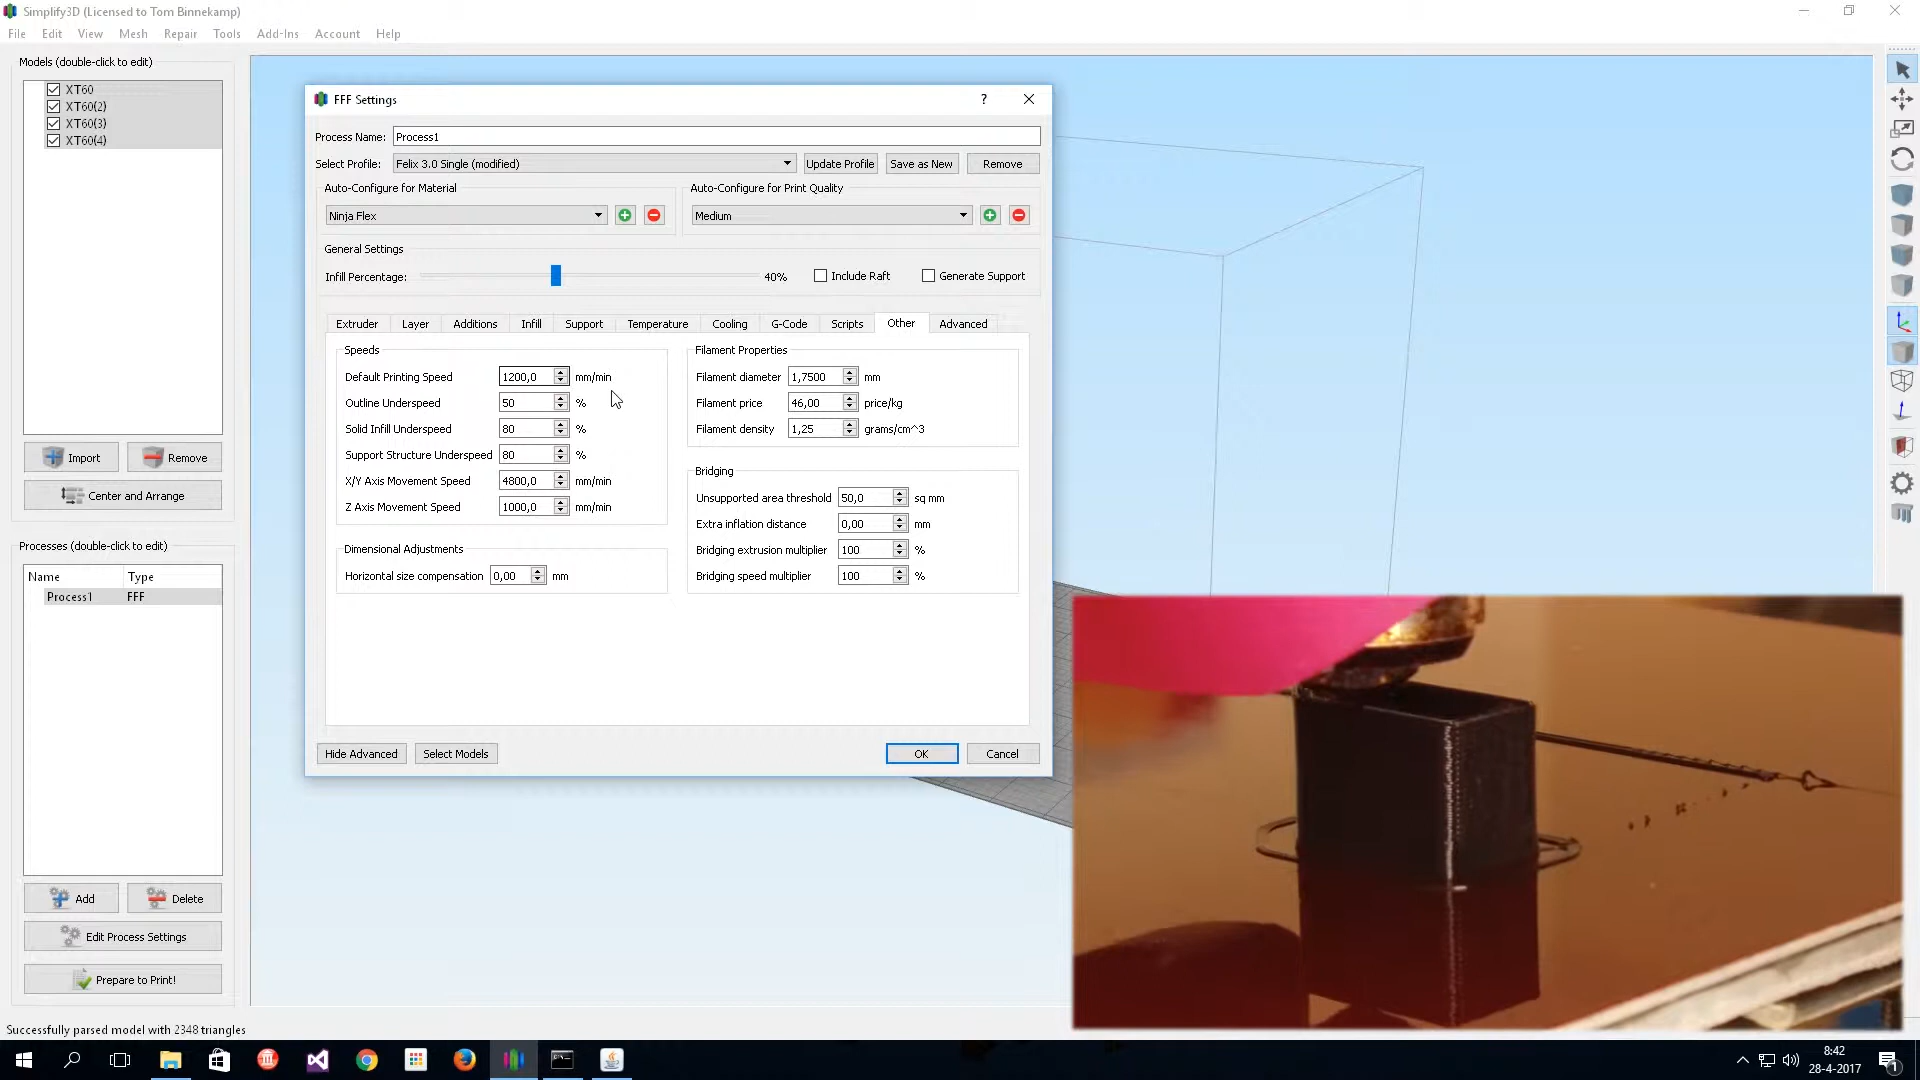 Simplify3D (Licensed to Tom Binnekamp)
File Edit View Mesh Repair Tools Add-Ins Account Help
Models (double-click to edit)
XT60
XT60(2)
XT60(3)
XT60(4)
Import Remove
Center and Arrange
Processes (double-click to edit)
Name Type
Process1 FFF
Add Delete
Edit Process Settings
Prepare to Print!
Successfully parsed model with 2348 triangles
FFF Settings ?
Process Name: Process1
Select Profile: Felix 3.0 Single (modified) Update Profile Save as New Remove
Auto-Configure for Material Auto-Configure for Print Quality
Ninja Flex Medium
General Settings
Infill Percentage: 40% Include Raft Generate Support
Extruder Layer Additions Infill Support Temperature Cooling G-Code Scripts Other Advanced
Speeds
Default Printing Speed 1200,0 mm/min
Outline Underspeed 50 %
Solid Infill Underspeed 80 %
Support Structure Underspeed 80 %
X/Y Axis Movement Speed 4800,0 mm/min
Z Axis Movement Speed 1000,0 mm/min
Dimensional Adjustments
Horizontal size compensation 0,00 mm
Filament Properties
Filament diameter 1,7500 mm
Filament price 46,00 price/kg
Filament density 1,25 grams/cm^3
Bridging
Unsupported area threshold 50,0 sq mm
Extra inflation distance 0,00 mm
Bridging extrusion multiplier 100 %
Bridging speed multiplier 100 %
Hide Advanced Select Models OK Cancel
8:42
28-4-2017
1